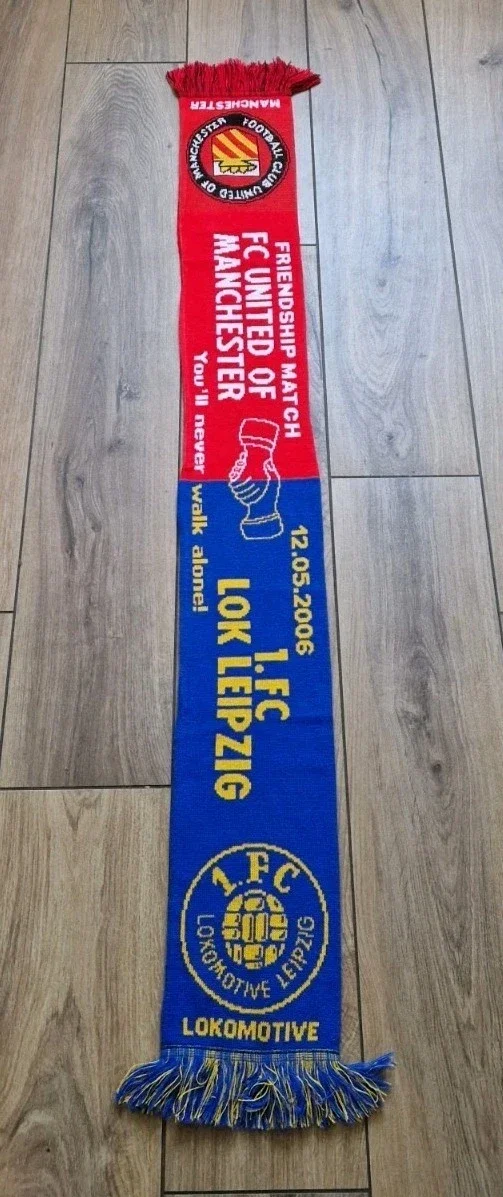 MANCHESTER
FOOTBALL CLUB UNITED OF MANCHESTER
FRIENDSHIP MATCH
FC UNITED OF
MANCHESTER
You'll never walk alone!
12.05.2006
1.FC
LOK LEIPZIG
1.FC
LOKOMOTIVE LEIPZIG
LOKOMOTIVE